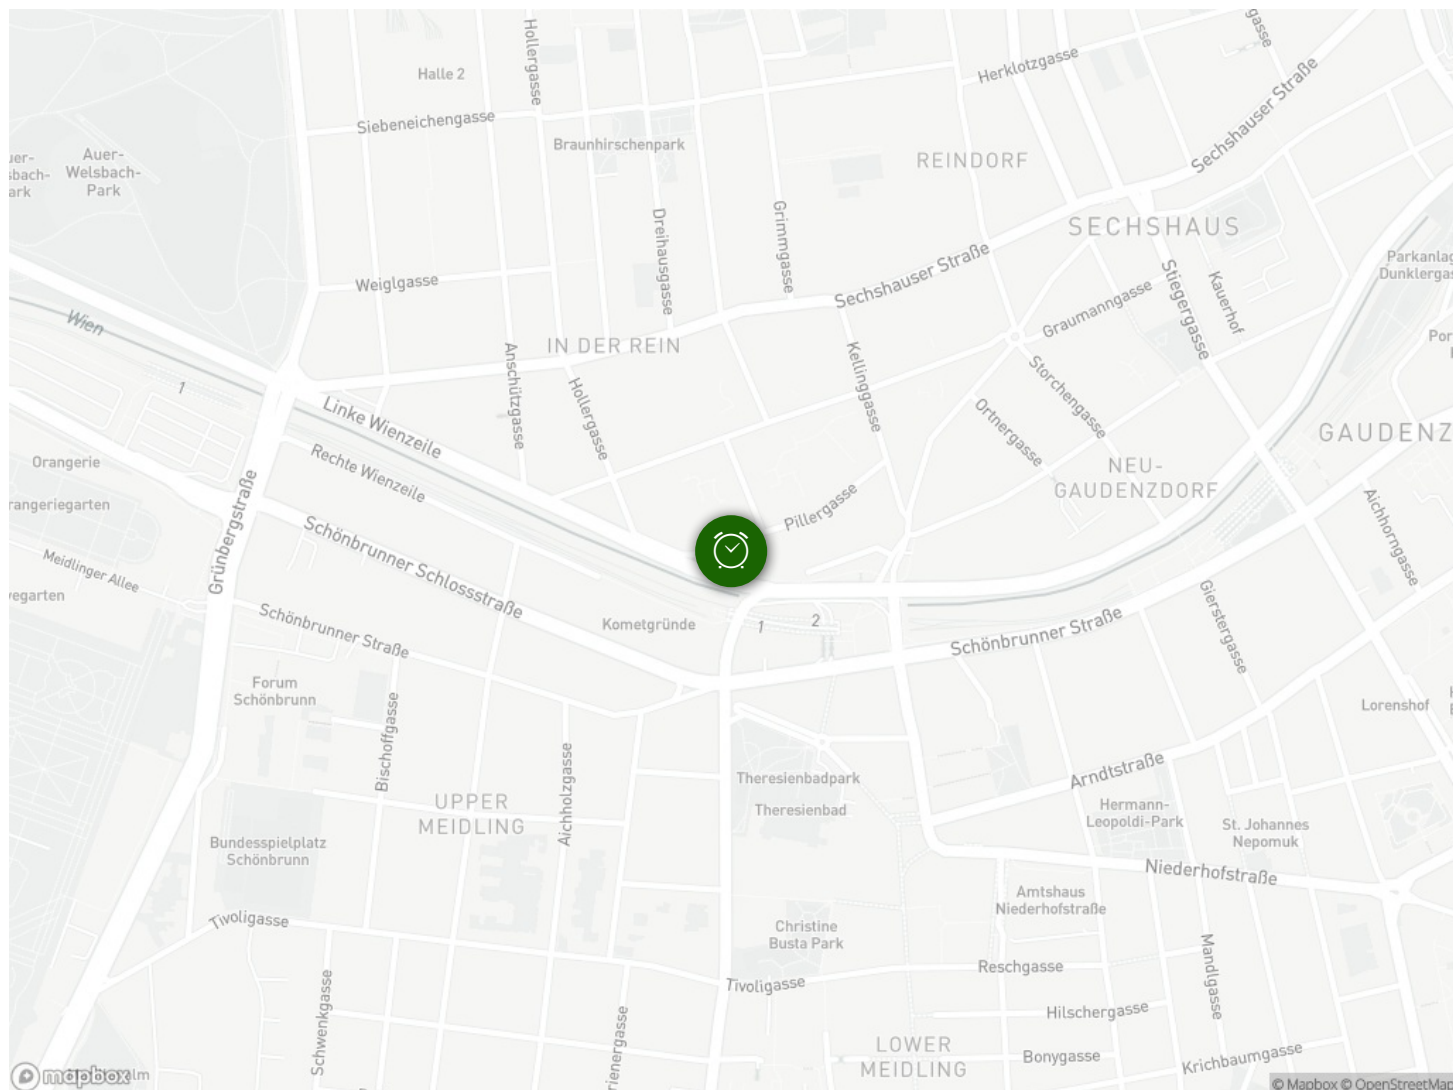 Halle 2
Hollergasse
Herklotzgasse
Sechshauser Straße
Siebeneichengasse
Braunhirschenpark
REINDORF
Auer-
Welsbach-
Park
Grimmgasse
Dreihausgasse
SECHSHAUS
Parkanlag
Dunklergas
Weiglgasse
Sechshauser Straße
Graumanngasse
Stiegergasse
Kauerhof
Wien
1
IN DER REIN
Anschützgasse
Hollergasse
Kellinggasse
Storchengasse
Ortnergasse
GAUDENZ
Linke Wienzeile
Rechte Wienzeile
Orangerie
rangeriegarten
NEU-
GAUDENZDORF
Aichhorngasse
Pillergasse
Grünbergstraße
Schönbrunner Schlossstraße
Meidlinger Allee
Schönbrunner Straße
Kometgründe
1
2
Schönbrunner Straße
Gierstergasse
Forum
Schönbrunn
Bischoffgasse
Lorenshof
Aichholzgasse
Theresienbadpark
Theresienbad
Arndtstraße
UPPER
MEIDLING
Hermann-
Leopoldi-Park
St. Johannes
Nepomuk
Bundesspielplatz
Schönbrunn
Niederhofstraße
Amtshaus
Niederhofstraße
Tivoligasse
Christine
Busta Park
Mandlgasse
Reschgasse
Tivoligasse
Schwenkgasse
Hilschergasse
rienergasse
LOWER
MEIDLING
Bonygasse
Krichbaumgasse
mapbox
© Mapbox © OpenStreetMap